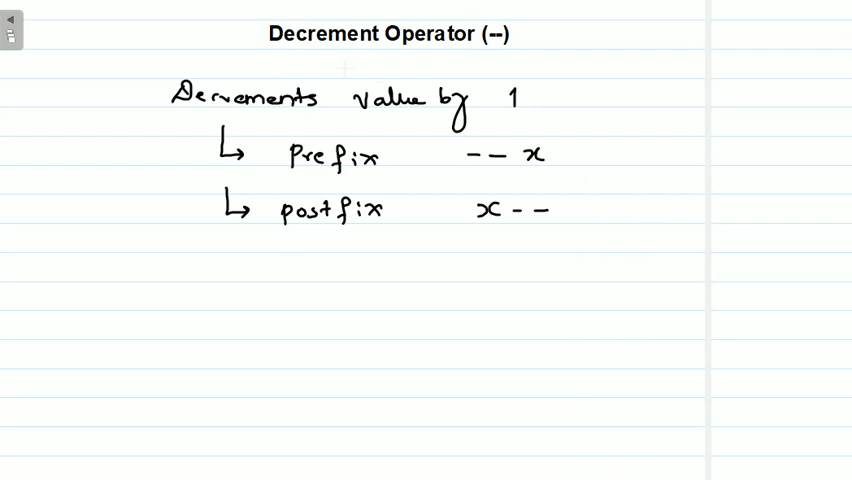 Decrement Operator (--)
Decrements value by 1
↳ Prefix -- x
↳ postfix x --